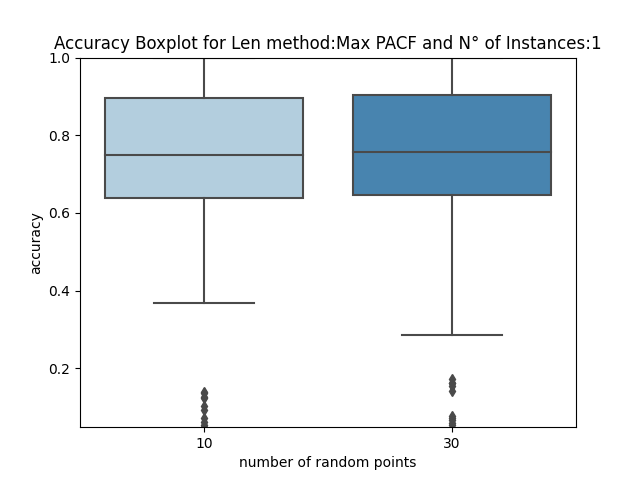 Accuracy Boxplot for Len method:Max PACF and N° of Instances:1
1.0
0.8
0.6
0.4
0.2
accuracy
10 30
number of random points